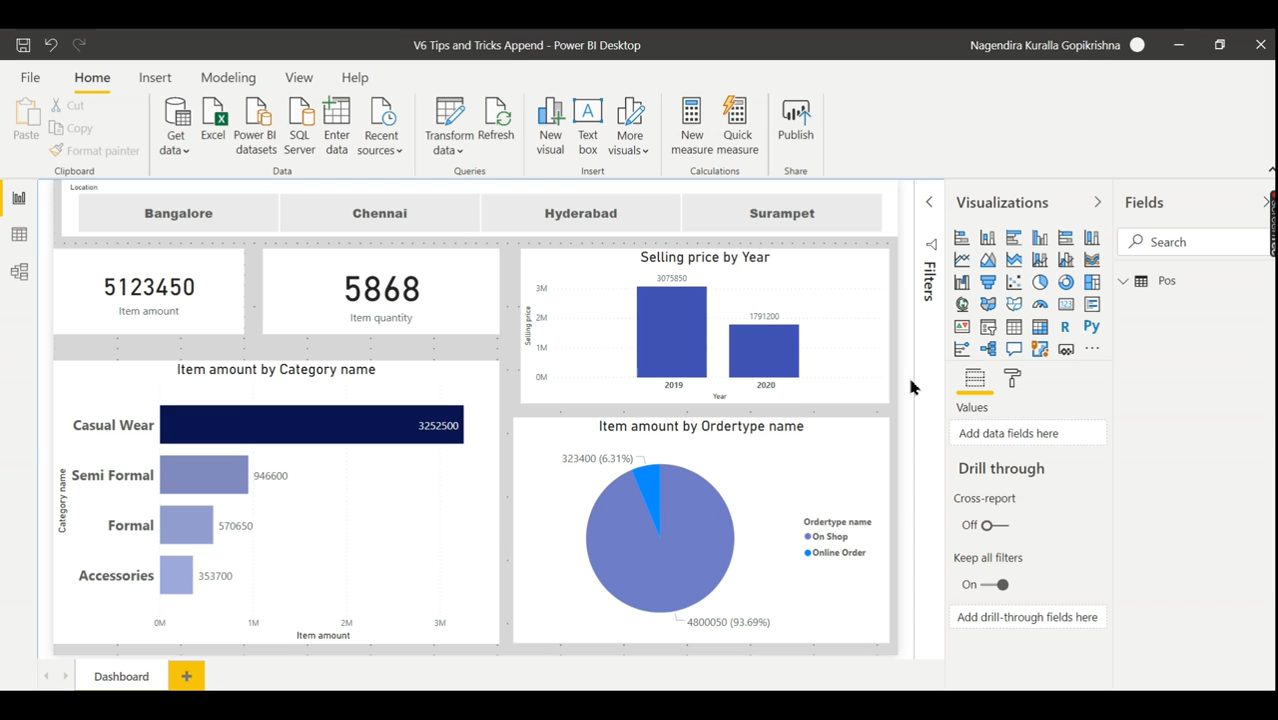 V6 Tips and Tricks Append - Power BI Desktop
Nagendira Kuralla Gopikrishna
File Home Insert Modeling View Help
Paste
Cut
Copy
Format painter
Clipboard
Get data
Excel
Power BI datasets
SQL Server
Enter data
Recent sources
Data
Transform data
Refresh
Queries
New visual
Text box
More visuals
Insert
New measure
Quick measure
Calculations
Publish
Share
Location
Bangalore
Chennai
Hyderabad
Surampet
5123450
Item amount
5868
Item quantity
Selling price by Year
3075850
1791200
3M
2M
1M
0M
Selling price
2019
2020
Year
Item amount by Category name
Category name
Casual Wear
3252500
Semi Formal
946600
Formal
570650
Accessories
353700
0M
1M
2M
3M
Item amount
Item amount by Ordertype name
323400 (6.31%)
4800050 (93.69%)
Ordertype name
On Shop
Online Order
Dashboard
Filters
Visualizations
R
Py
123
Values
Add data fields here
Drill through
Cross-report
Off
Keep all filters
On
Add drill-through fields here
Fields
Search
Pos